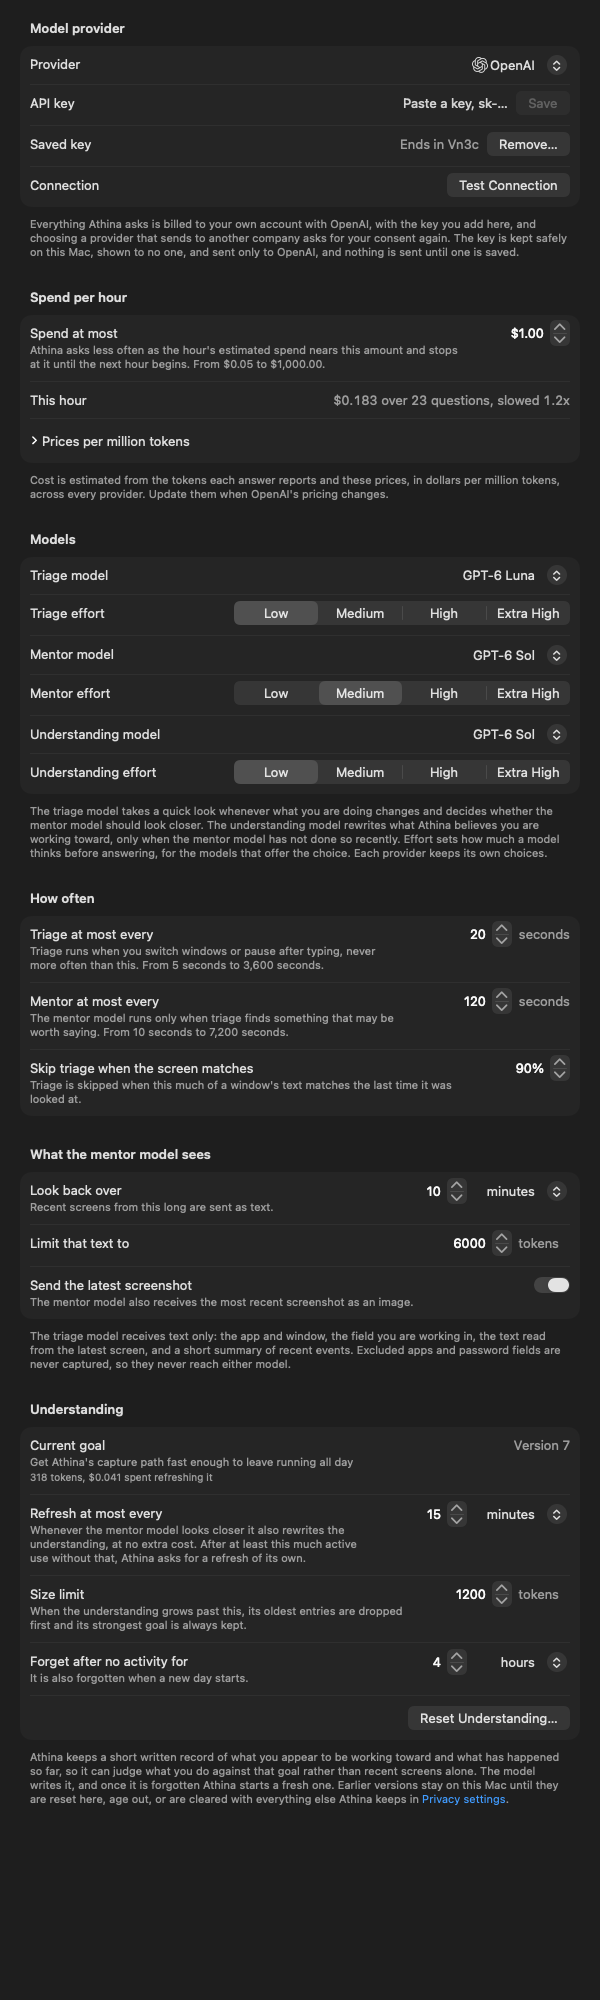 Model provider
Provider
OpenAI
API key
Paste a key, sk-...
Save
Saved key
Ends in Vn3c
Remove...
Connection
Test Connection
Everything Athina asks is billed to your own account with OpenAI, with the key you add here, and
choosing a provider that sends to another company asks for your consent again. The key is kept safely
on this Mac, shown to no one, and sent only to OpenAI, and nothing is sent until one is saved.
Spend per hour
Spend at most
$1.00
Athina asks less often as the hour's estimated spend nears this amount and stops
at it until the next hour begins. From $0.05 to $1,000.00.
This hour
$0.183 over 23 questions, slowed 1.2x
Prices per million tokens
Cost is estimated from the tokens each answer reports and these prices, in dollars per million tokens,
across every provider. Update them when OpenAI's pricing changes.
Models
Triage model
GPT-6 Luna
Triage effort
Low Medium High Extra High
Mentor model
GPT-6 Sol
Mentor effort
Low Medium High Extra High
Understanding model
GPT-6 Sol
Understanding effort
Low Medium High Extra High
The triage model takes a quick look whenever what you are doing changes and decides whether the
mentor model should look closer. The understanding model rewrites what Athina believes you are
working toward, only when the mentor model has not done so recently. Effort sets how much a model
thinks before answering, for the models that offer the choice. Each provider keeps its own choices.
How often
Triage at most every
20 seconds
Triage runs when you switch windows or pause after typing, never
more often than this. From 5 seconds to 3,600 seconds.
Mentor at most every
120 seconds
The mentor model runs only when triage finds something that may be
worth saying. From 10 seconds to 7,200 seconds.
Skip triage when the screen matches
90%
Triage is skipped when this much of a window's text matches the last time it was
looked at.
What the mentor model sees
Look back over
10 minutes
Recent screens from this long are sent as text.
Limit that text to
6000 tokens
Send the latest screenshot
The mentor model also receives the most recent screenshot as an image.
The triage model receives text only: the app and window, the field you are working in, the text read
from the latest screen, and a short summary of recent events. Excluded apps and password fields are
never captured, so they never reach either model.
Understanding
Current goal
Version 7
Get Athina's capture path fast enough to leave running all day
318 tokens, $0.041 spent refreshing it
Refresh at most every
15 minutes
Whenever the mentor model looks closer it also rewrites the
understanding, at no extra cost. After at least this much active
use without that, Athina asks for a refresh of its own.
Size limit
1200 tokens
When the understanding grows past this, its oldest entries are dropped
first and its strongest goal is always kept.
Forget after no activity for
4 hours
It is also forgotten when a new day starts.
Reset Understanding...
Athina keeps a short written record of what you appear to be working toward and what has happened
so far, so it can judge what you do against that goal rather than recent screens alone. The model
writes it, and once it is forgotten Athina starts a fresh one. Earlier versions stay on this Mac until they
are reset here, age out, or are cleared with everything else Athina keeps in Privacy settings.